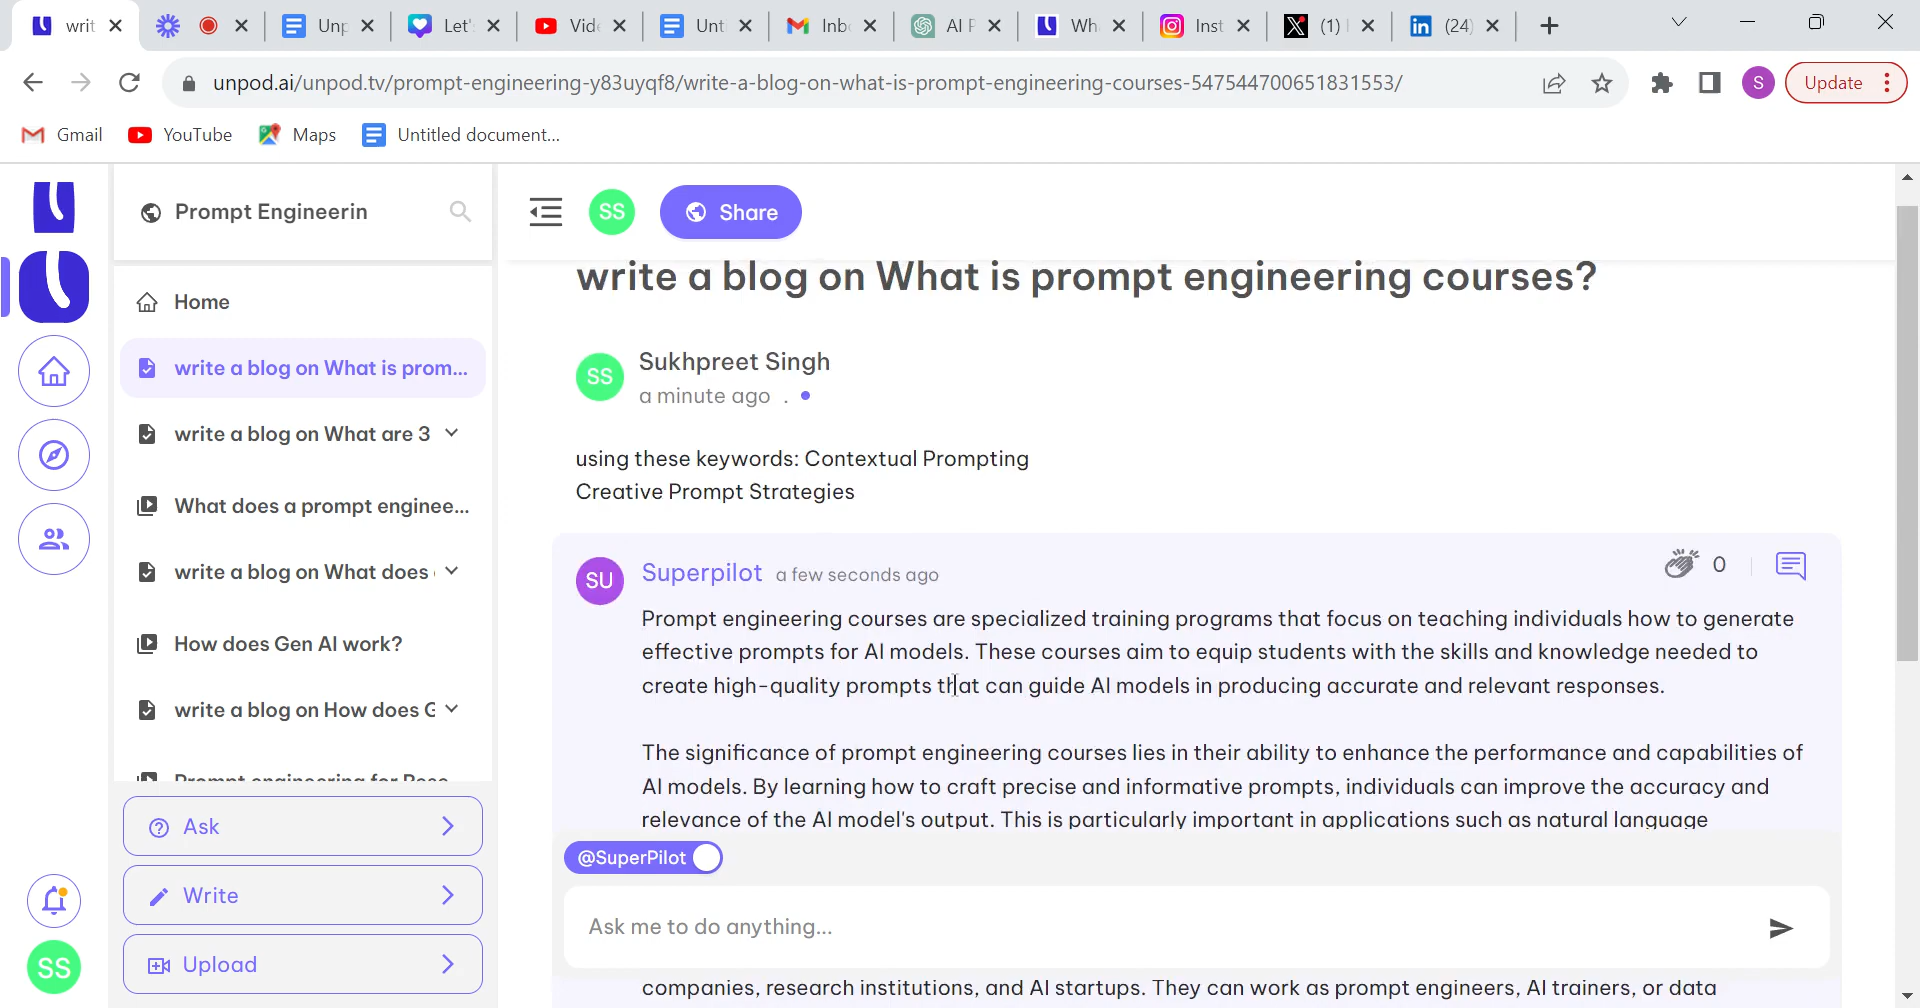 writ
Unp
Let'
Vide
Unt
Inb
AI P
Wh
Inst
(1)
(24)
unpod.ai/unpod.tv/prompt-engineering-y83uyqf8/write-a-blog-on-what-is-prompt-engineering-courses-547544700651831553/
S
Update
Gmail
YouTube
Maps
Untitled document...
Prompt Engineerin
SS
Share
Home
write a blog on What is prom...
write a blog on What are 3
What does a prompt enginee...
write a blog on What does
How does Gen AI work?
write a blog on How does G
Prompt engineering for
Ask
Write
Upload
SS
write a blog on What is prompt engineering courses?
SS
Sukhpreet Singh
a minute ago .
using these keywords: Contextual Prompting
Creative Prompt Strategies
SU
Superpilot a few seconds ago
0
Prompt engineering courses are specialized training programs that focus on teaching individuals how to generate
effective prompts for AI models. These courses aim to equip students with the skills and knowledge needed to
create high-quality prompts that can guide AI models in producing accurate and relevant responses.
The significance of prompt engineering courses lies in their ability to enhance the performance and capabilities of
AI models. By learning how to craft precise and informative prompts, individuals can improve the accuracy and
relevance of the AI model's output. This is particularly important in applications such as natural language
@SuperPilot
Ask me to do anything...
companies, research institutions, and AI startups. They can work as prompt engineers, AI trainers, or data